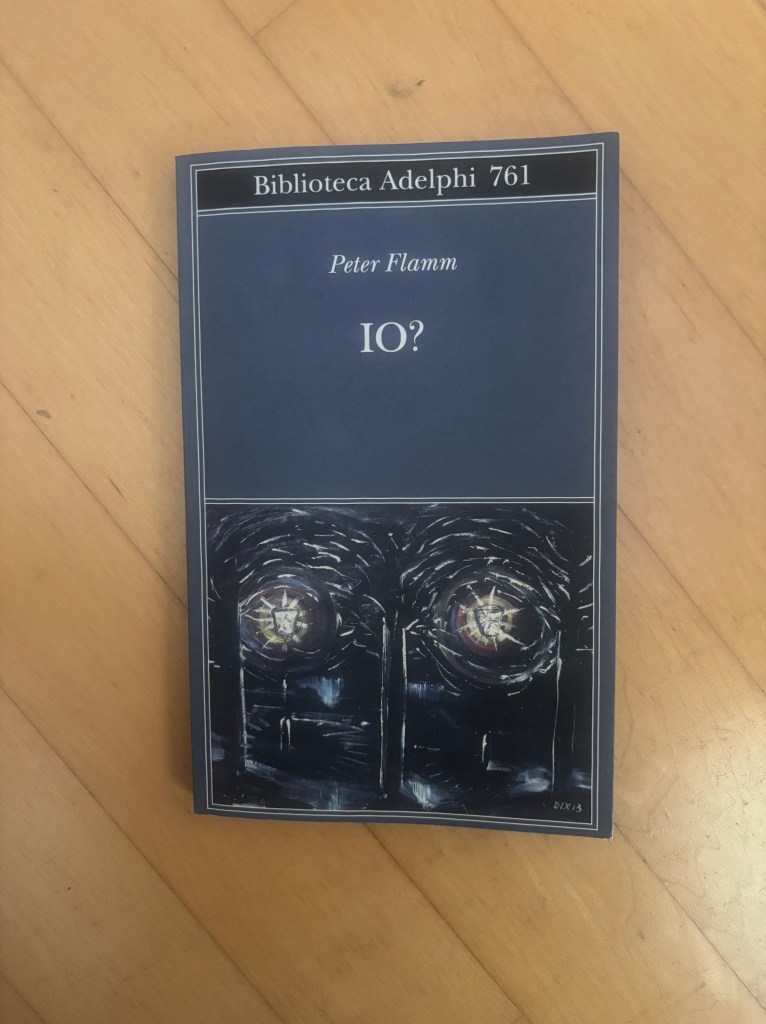 Biblioteca Adelphi 761
Peter Flamm
IO?
DIX 13